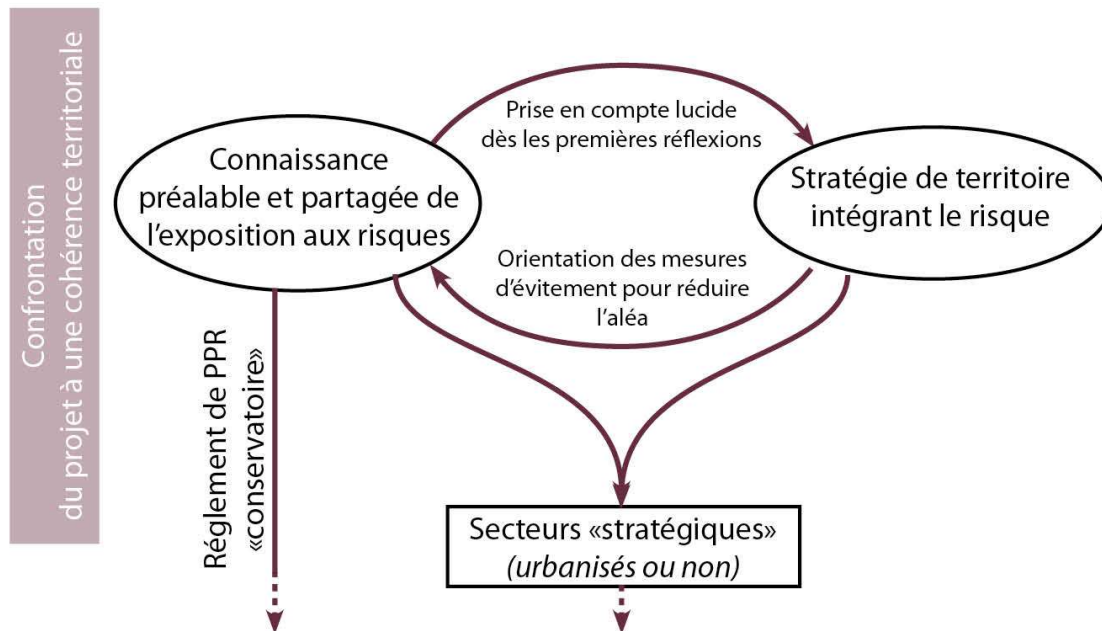 Confrontation
du projet à une cohérence territoriale
Prise en compte lucide
dès les premières réflexions
Connaissance
préalable et partagée de
l'exposition aux risques
Stratégie de territoire
intégrant le risque
Orientation des mesures
d'évitement pour réduire
l'aléa
Réglement de PPR
«conservatoire»
Secteurs «stratégiques»
(urbanisés ou non)